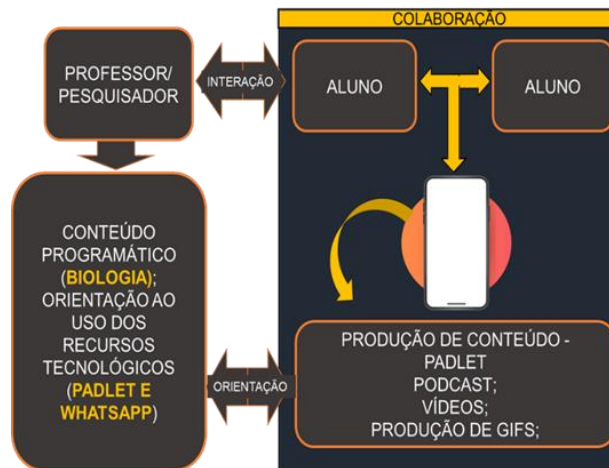 COLABORAÇÃO
PROFESSOR/
PESQUISADOR
INTERAÇÃO
ALUNO
ALUNO
CONTEÚDO
PROGRAMÁTICO
(BIOLOGIA);
ORIENTAÇÃO AO
USO DOS
RECURSOS
TECNOLÓGICOS
(PADLET E
WHATSAPP)
ORIENTAÇÃO
PRODUÇÃO DE CONTEÚDO -
PADLET
PODCAST;
VÍDEOS;
PRODUÇÃO DE GIFS;